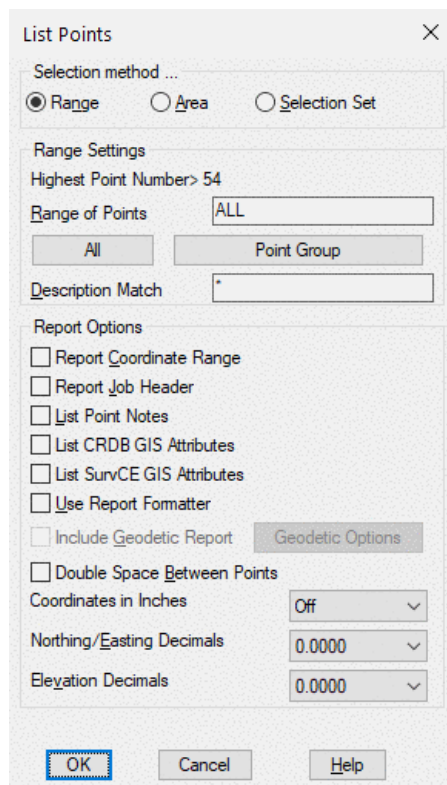 List Points
Selection method ...
Range Area Selection Set
Range Settings
Highest Point Number> 54
Range of Points ALL
All Point Group
Description Match *
Report Options
Report Coordinate Range
Report Job Header
List Point Notes
List CRDB GIS Attributes
List SurvCE GIS Attributes
Use Report Formatter
Include Geodetic Report Geodetic Options
Double Space Between Points
Coordinates in Inches Off
Northing/Easting Decimals 0.0000
Elevation Decimals 0.0000
OK Cancel Help